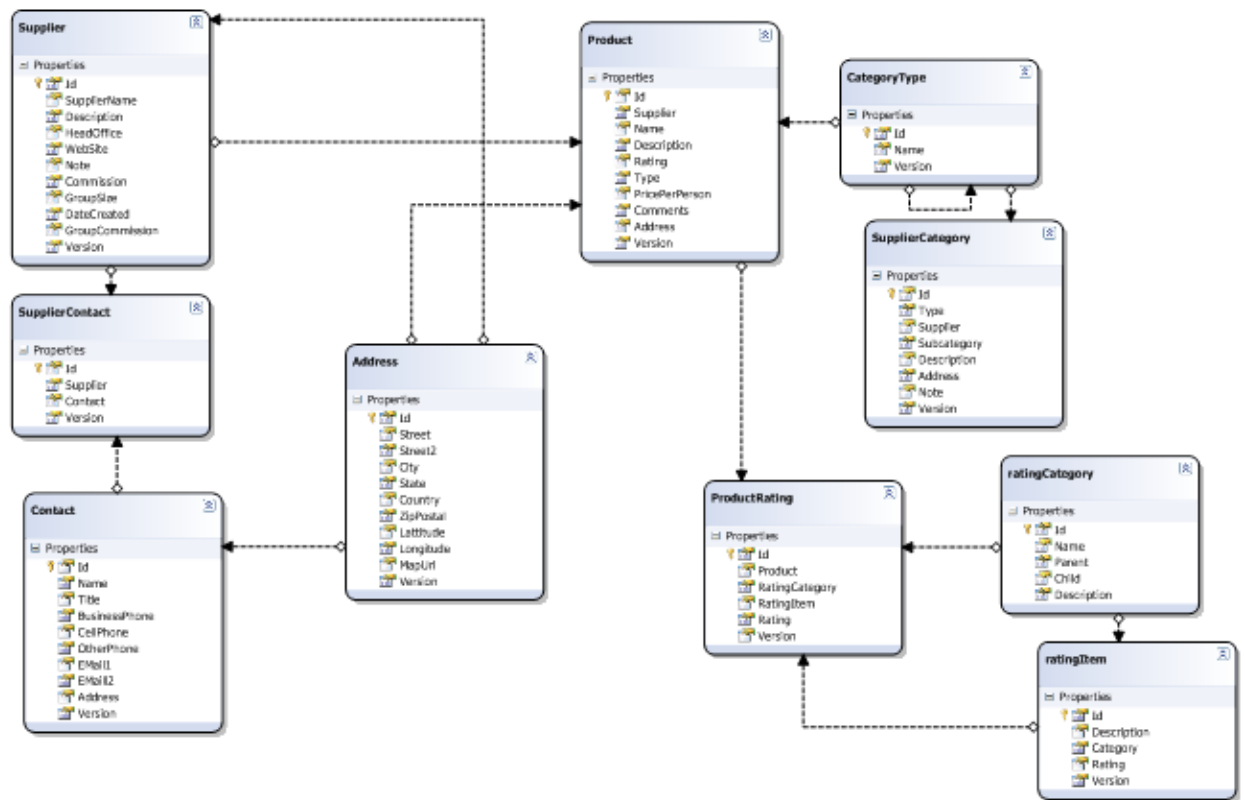 Supplier
Properties
Id
SupplierName
Description
HeadOffice
WebSite
Note
Commission
GroupSize
DateCreated
GroupCommission
Version
SupplierContact
Properties
Id
Supplier
Contact
Version
Contact
Properties
Id
Name
Title
BusinessPhone
CellPhone
OtherPhone
EMail1
EMail2
Address
Version
Address
Properties
Id
Street
Street2
City
State
Country
ZipPostal
Lattitude
Longitude
MapUrl
Version
Product
Properties
Id
Supplier
Name
Description
Rating
Type
PricePerPerson
Comments
Address
Version
CategoryType
Properties
Id
Name
Version
SupplierCategory
Properties
Id
Type
Supplier
Subcategory
Description
Address
Note
Version
ProductRating
Properties
Id
Product
RatingCategory
RatingItem
Rating
Version
ratingCategory
Properties
Id
Name
Parent
Child
Description
ratingItem
Properties
Id
Description
Category
Rating
Version